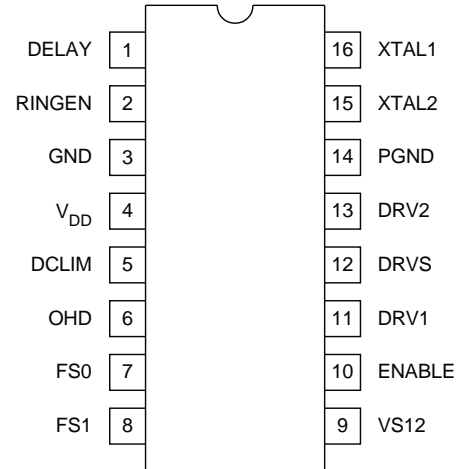 DELAY 1 16 XTAL1
RINGEN 2 15 XTAL2
GND 3 14 PGND
VDD 4 13 DRV2
DCLIM 5 12 DRVS
OHD 6 11 DRV1
FS0 7 10 ENABLE
FS1 8 9 VS12